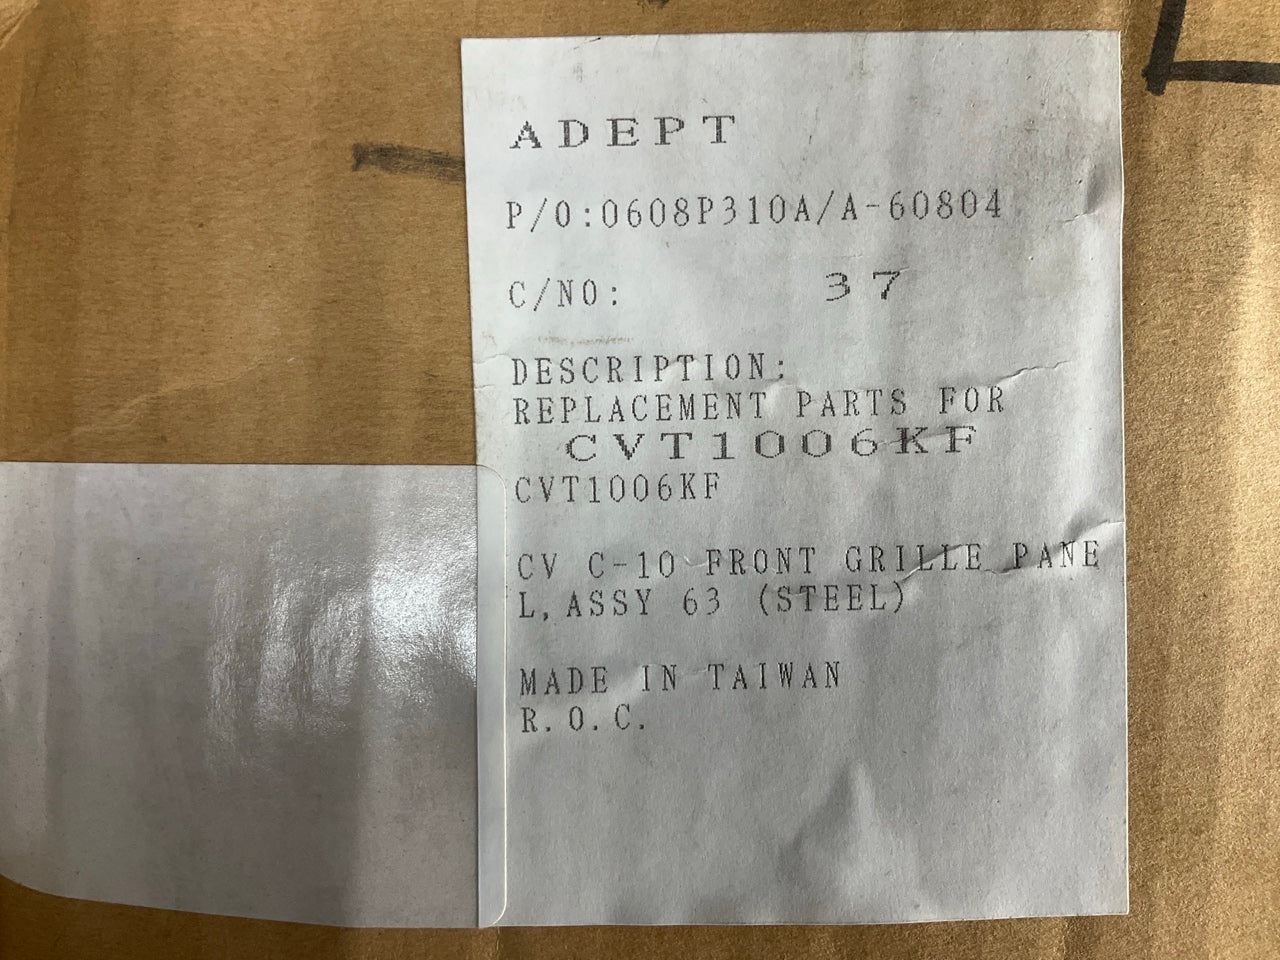 ADEPT
P/O:0608P310A/A-60804
C/NO: 37
DESCRIPTION:
REPLACEMENT PARTS FOR
CVT1006KF
CVT1006KF
CV C-10 FRONT GRILLE PANE
L,ASSY 63 (STEEL)
MADE IN TAIWAN
R.O.C.